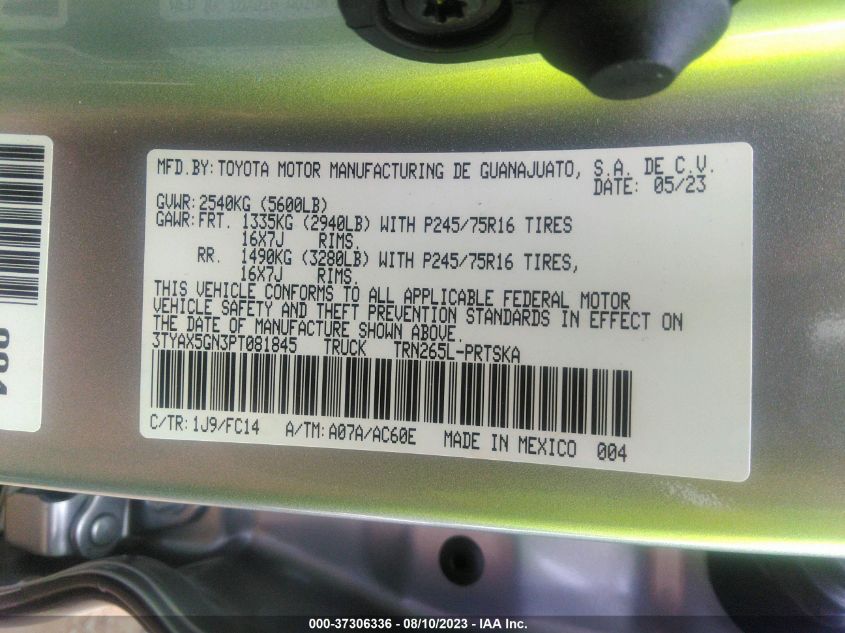 MFD.BY: TOYOTA MOTOR MANUFACTURING DE GUANAJUATO, S.A. DE C.V.
DATE: 05/23
GVWR: 2540KG (5600LB)
GAWR: FRT. 1335KG (2940LB) WITH P245/75R16 TIRES
16X7J RIMS.
RR. 1490KG (3280LB) WITH P245/75R16 TIRES,
16X7J RIMS.
THIS VEHICLE CONFORMS TO ALL APPLICABLE FEDERAL MOTOR
VEHICLE SAFETY AND THEFT PREVENTION STANDARDS IN EFFECT ON
THE DATE OF MANUFACTURE SHOWN ABOVE.
3TYAX5GN3PT081845 TRUCK TRN265L-PRTSKA
C/TR: 1J9/FC14 A/TM: A07A/AC60E MADE IN MEXICO 004
004
000-37306336 - 08/10/2023 - IAA Inc.